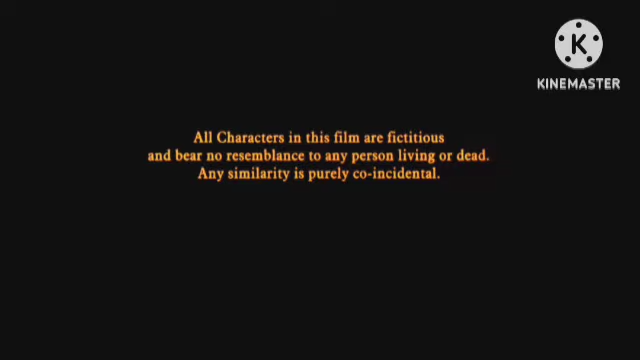 K
KINEMASTER
All Characters in this film are fictitious
and bear no resemblance to any person living or dead.
Any similarity is purely co-incidental.